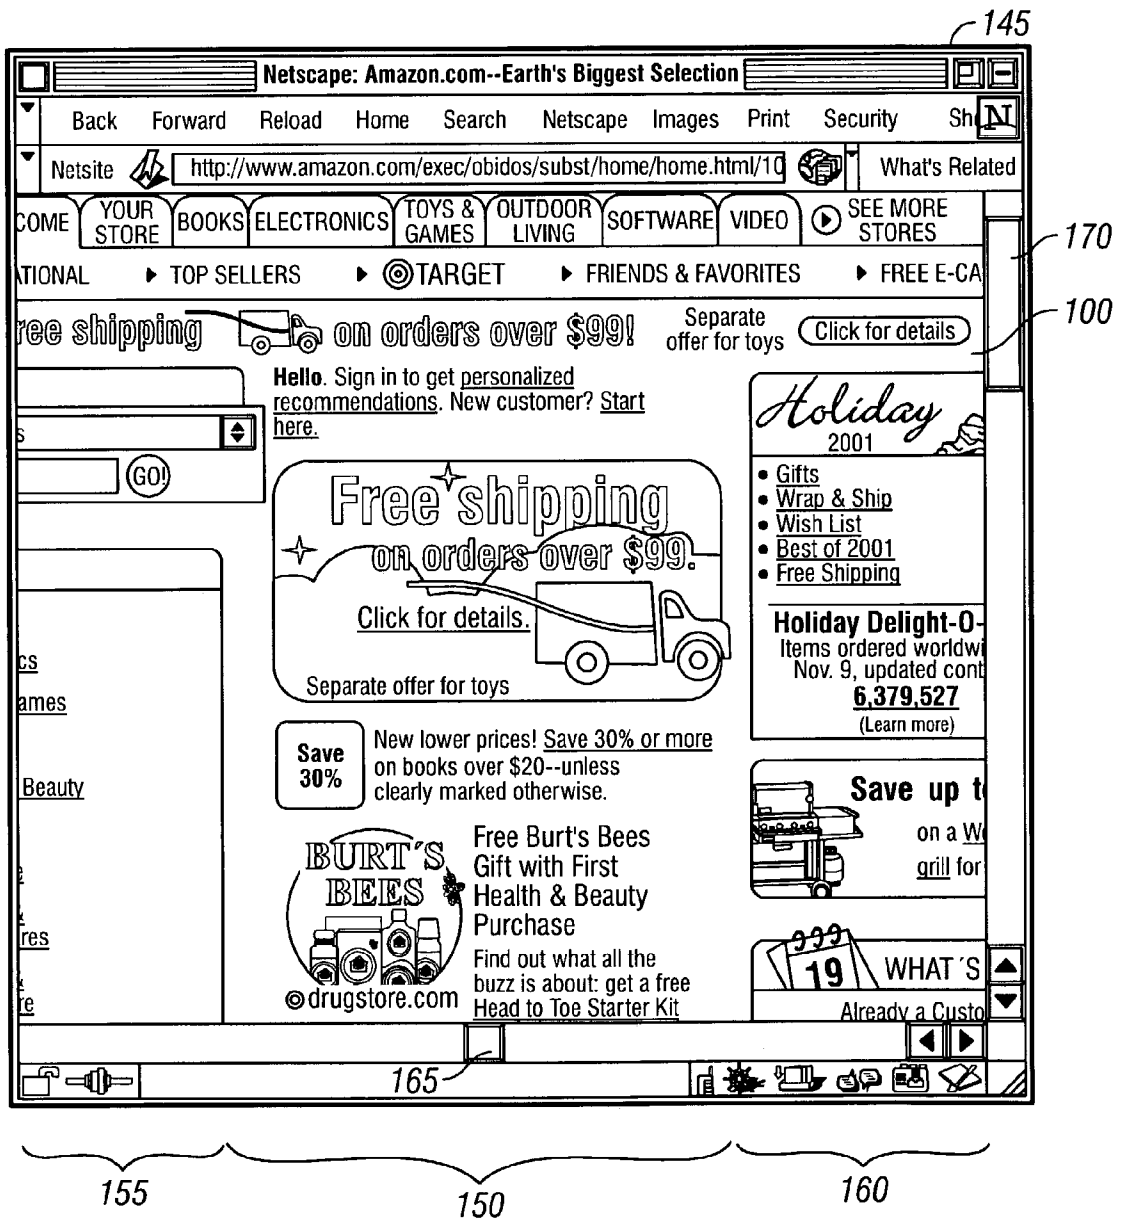 145
Netscape: Amazon.com--Earth's Biggest Selection
Back Forward Reload Home Search Netscape Images Print Security Sh N
Netsite http://www.amazon.com/exec/obidos/subst/home/home.html/10 What's Related
COME YOUR STORE BOOKS ELECTRONICS TOYS & GAMES OUTDOOR LIVING SOFTWARE VIDEO SEE MORE STORES
170
ATIONAL TOP SELLERS TARGET FRIENDS & FAVORITES FREE E-CA
100
ree shipping on orders over $99! Separate offer for toys Click for details
Hello. Sign in to get personalized
recommendations. New customer? Start
here.
s
GO!
Holiday
2001
Gifts
Wrap & Ship
Wish List
Best of 2001
Free Shipping
Free shipping
on orders over $99.
Click for details.
Separate offer for toys
Holiday Delight-O-
Items ordered worldwi
Nov. 9, updated cont
6,379,527
(Learn more)
cs
ames
Beauty
res
re
Save
30%
New lower prices! Save 30% or more
on books over $20--unless
clearly marked otherwise.
Save up t
on a We
grill for
BURT´S
BEES
drugstore.com
Free Burt's Bees
Gift with First
Health & Beauty
Purchase
Find out what all the
buzz is about: get a free
Head to Toe Starter Kit
19
WHAT´S
Already a Custo
165
155
150
160